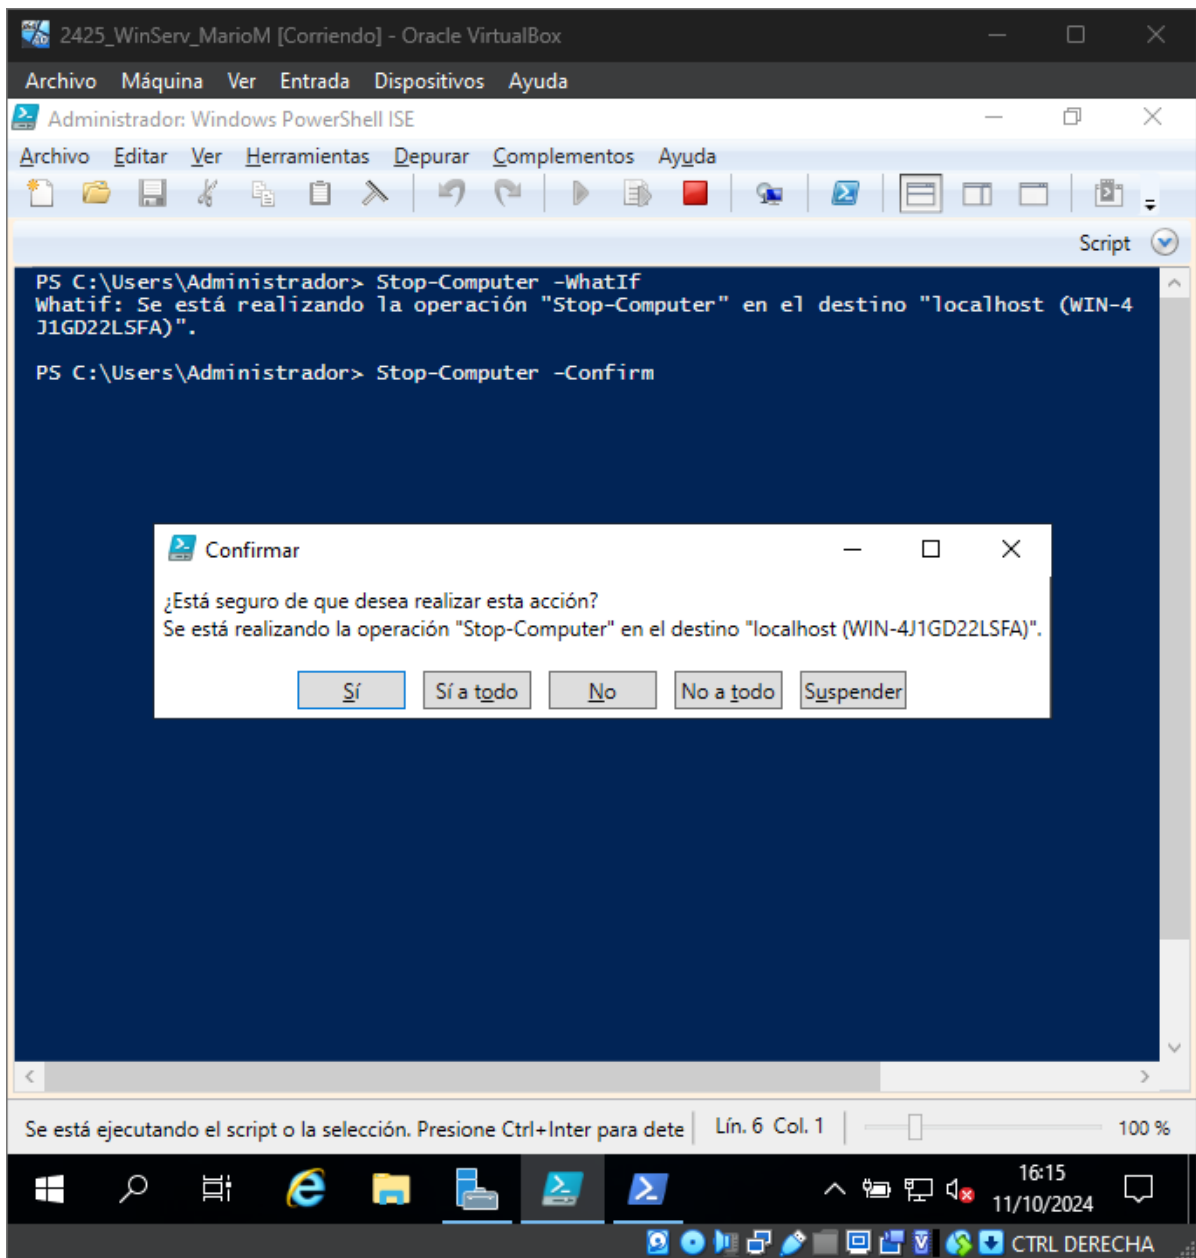 2425_WinServ_MarioM [Corriendo] - Oracle VirtualBox
Archivo Máquina Ver Entrada Dispositivos Ayuda
Administrador: Windows PowerShell ISE
Archivo Editar Ver Herramientas Depurar Complementos Ayuda
Script
PS C:\Users\Administrador> Stop-Computer -WhatIf
Whatif: Se está realizando la operación "Stop-Computer" en el destino "localhost (WIN-4
J1GD22LSFA)".
PS C:\Users\Administrador> Stop-Computer -Confirm
Confirmar
¿Está seguro de que desea realizar esta acción?
Se está realizando la operación "Stop-Computer" en el destino "localhost (WIN-4J1GD22LSFA)".
Sí Sí a todo No No a todo Suspender
Se está ejecutando el script o la selección. Presione Ctrl+Inter para dete Lín. 6 Col. 1 100 %
16:15
11/10/2024
CTRL DERECHA